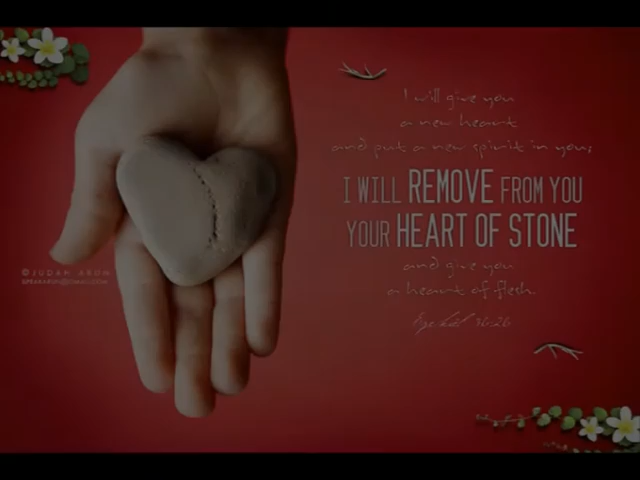 I will give you
a new heart
and put a new spirit in you;
I WILL REMOVE FROM YOU
YOUR HEART OF STONE
and give you
a heart of flesh.
Ezekiel 36:26
©JUDAH ARON